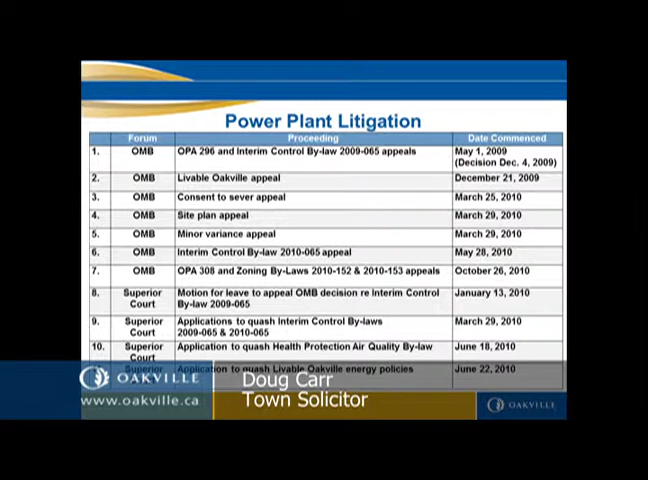 Power Plant Litigation
Forum Proceeding Date Commenced
1. OMB OPA 296 and Interim Control By-law 2009-065 appeals May 1, 2009
(Decision Dec. 4, 2009)
2. OMB Livable Oakville appeal December 21, 2009
3. OMB Consent to sever appeal March 25, 2010
4. OMB Site plan appeal March 29, 2010
5. OMB Minor variance appeal March 29, 2010
6. OMB Interim Control By-law 2010-065 appeal May 28, 2010
7. OMB OPA 308 and Zoning By-Laws 2010-152 & 2010-153 appeals October 26, 2010
8. Superior Motion for leave to appeal OMB decision re Interim Control January 13, 2010
Court By-law 2009-065
9. Superior Applications to quash Interim Control By-laws March 29, 2010
Court 2009-065 & 2010-065
10. Superior Application to quash Health Protection Air Quality By-law June 18, 2010
Court
Superior Application to quash Livable Oakville energy policies June 22, 2010
OAKVILLE
www.oakville.ca
Doug Carr
Town Solicitor
OAKVILLE